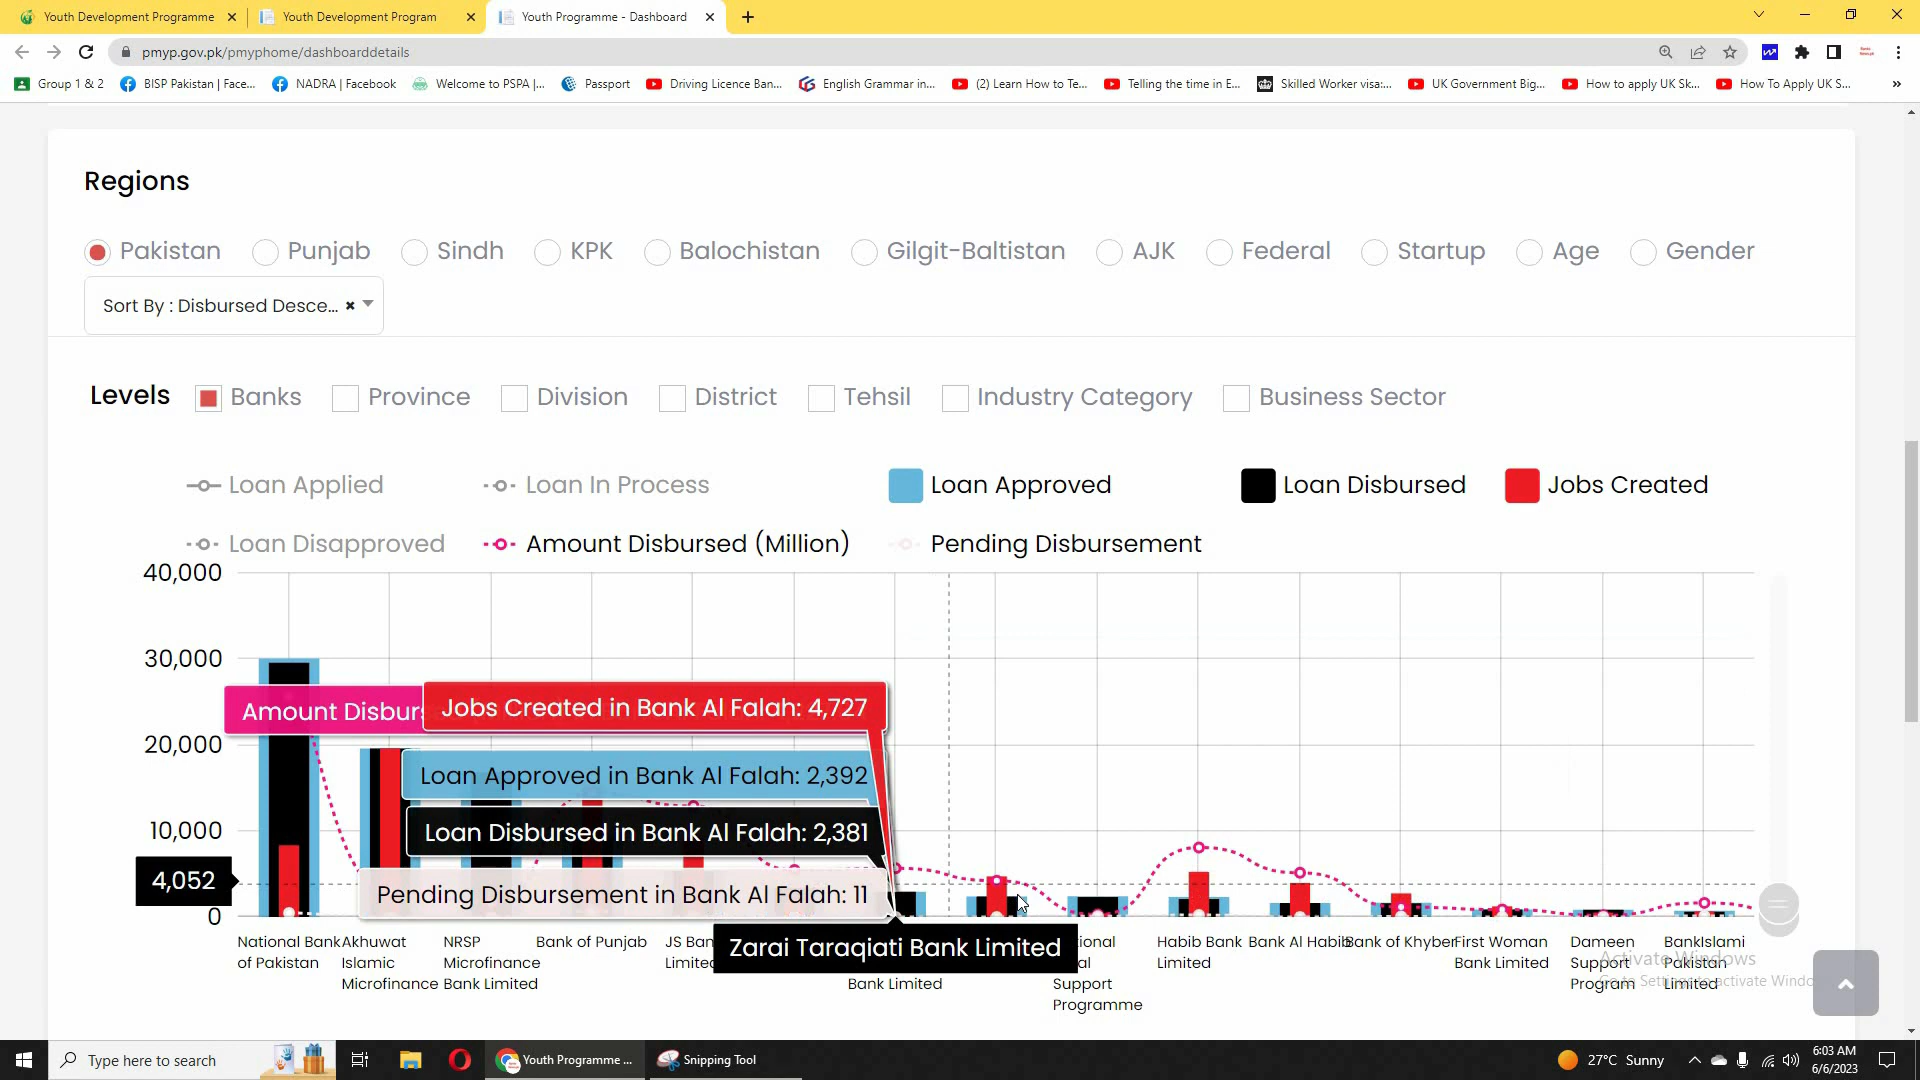 Youth Development Programme
Youth Development Program
Youth Programme - Dashboard
pmyp.gov.pk/pmyphome/dashboarddetails
Group 1 & 2
BISP Pakistan | Face...
NADRA | Facebook
Welcome to PSPA |...
Passport
Driving Licence Ban...
English Grammar in...
(2) Learn How to Te...
Telling the time in E...
Skilled Worker visa:...
UK Government Big...
How to apply UK Sk...
How To Apply UK S...
Regions
Pakistan Punjab Sindh KPK Balochistan Gilgit-Baltistan AJK Federal Startup Age Gender
Sort By : Disbursed Desce...
Levels Banks Province Division District Tehsil Industry Category Business Sector
Loan Applied Loan In Process Loan Approved Loan Disbursed Jobs Created
Loan Disapproved Amount Disbursed (Million) Pending Disbursement
40,000
30,000
Amount Disburs
Jobs Created in Bank Al Falah: 4,727
20,000
Loan Approved in Bank Al Falah: 2,392
10,000
Loan Disbursed in Bank Al Falah: 2,381
4,052
Pending Disbursement in Bank Al Falah: 11
0
National Bank
of Pakistan
Akhuwat
Islamic
Microfinance
NRSP
Microfinance
Bank Limited
Bank of Punjab
JS Ban
Limited
Zarai Taraqiati Bank Limited
Bank Limited
ional
al
Support
Programme
Habib Bank
Limited
Bank Al Habib
Bank of Khyber
First Woman
Bank Limited
Dameen
Support
Program
BankIslami
Pakistan
Limited
Activate Windows
Go to Settings to activate Windo
Type here to search
Youth Programme ...
Snipping Tool
27°C Sunny
6:03 AM
6/6/2023